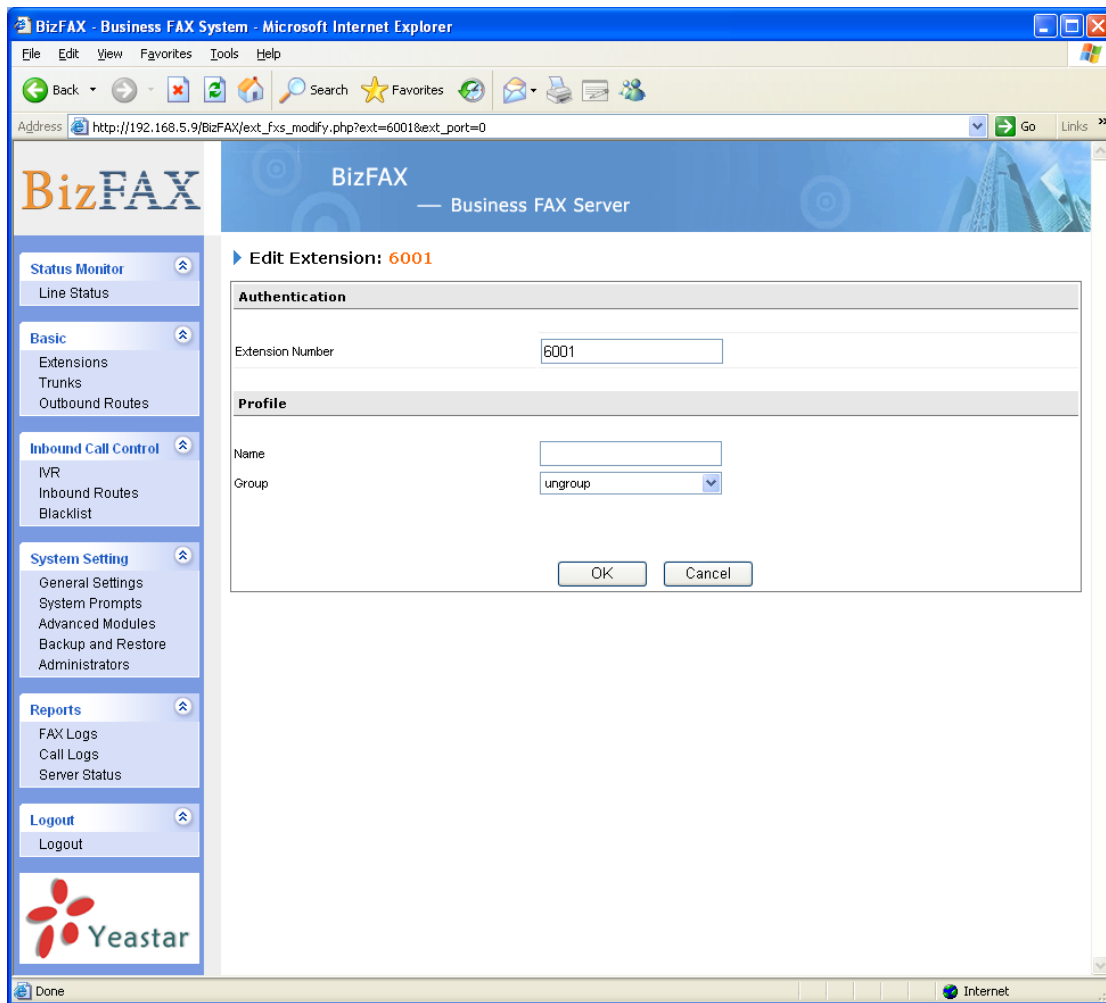 BizFAX - Business FAX System - Microsoft Internet Explorer
File Edit View Favorites Tools Help
Back Search Favorites
Address http://192.168.5.9/BizFAX/ext_fxs_modify.php?ext=6001&ext_port=0 Go Links »
BizFAX
BizFAX
— Business FAX Server
Status Monitor
Line Status
Basic
Extensions
Trunks
Outbound Routes
Inbound Call Control
IVR
Inbound Routes
Blacklist
System Setting
General Settings
System Prompts
Advanced Modules
Backup and Restore
Administrators
Reports
FAX Logs
Call Logs
Server Status
Logout
Logout
Yeastar
Edit Extension: 6001
Authentication
Extension Number 6001
Profile
Name
Group ungroup
OK Cancel
Done Internet